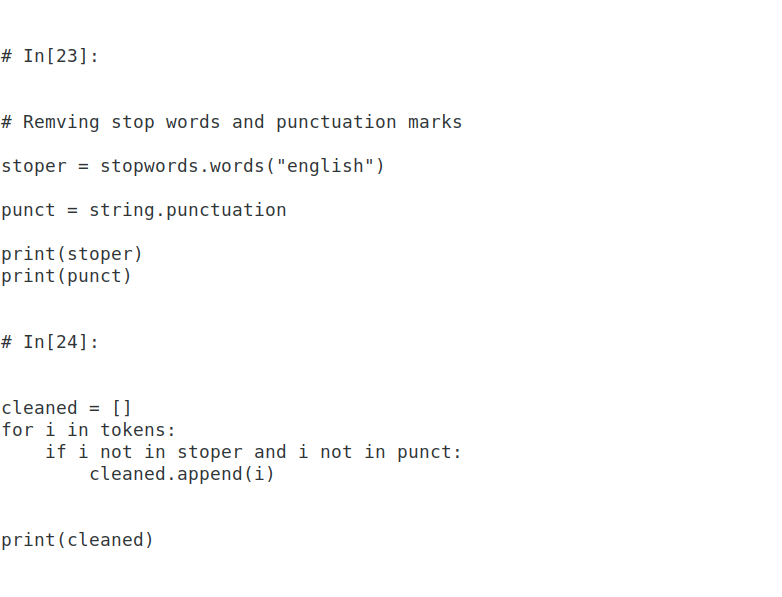 # In[23]:
# Remving stop words and punctuation marks
stoper = stopwords.words("english")
punct = string.punctuation
print(stoper)
print(punct)
# In[24]:
cleaned = []
for i in tokens:
    if i not in stoper and i not in punct:
        cleaned.append(i)
print(cleaned)